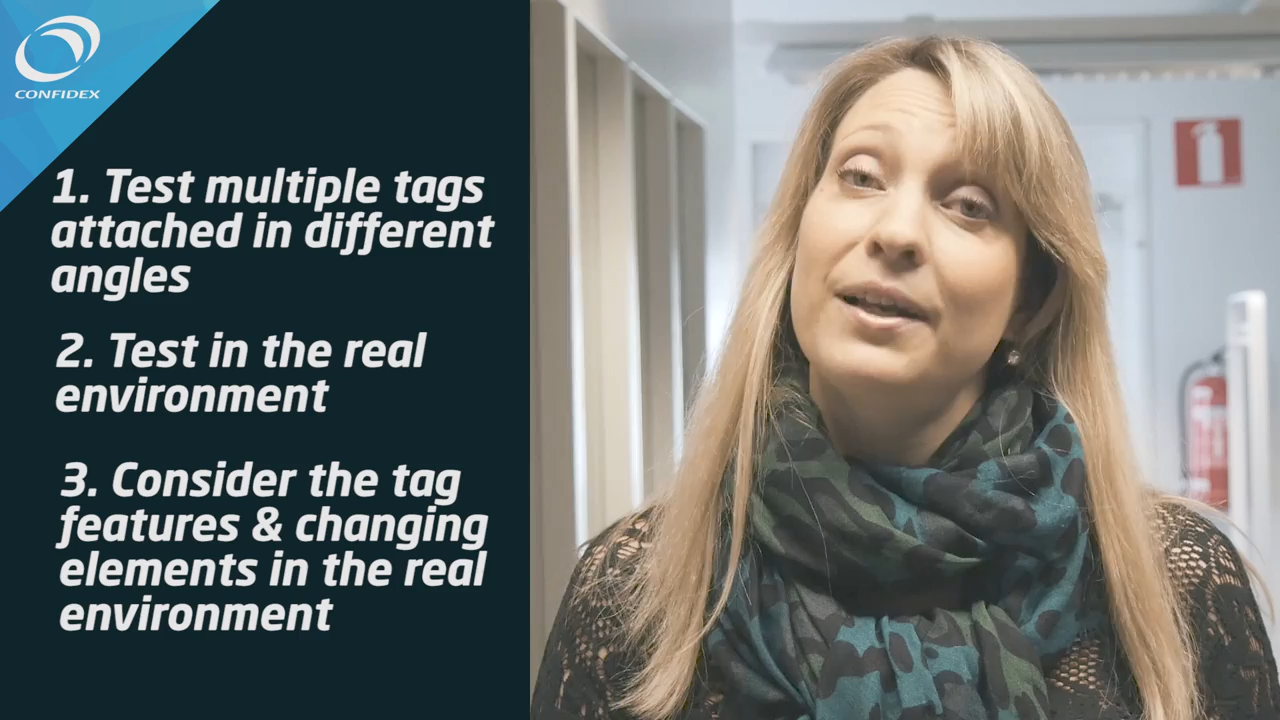 CONFIDEX
1. Test multiple tags
attached in different
angles
2. Test in the real
environment
3. Consider the tag
features & changing
elements in the real
environment